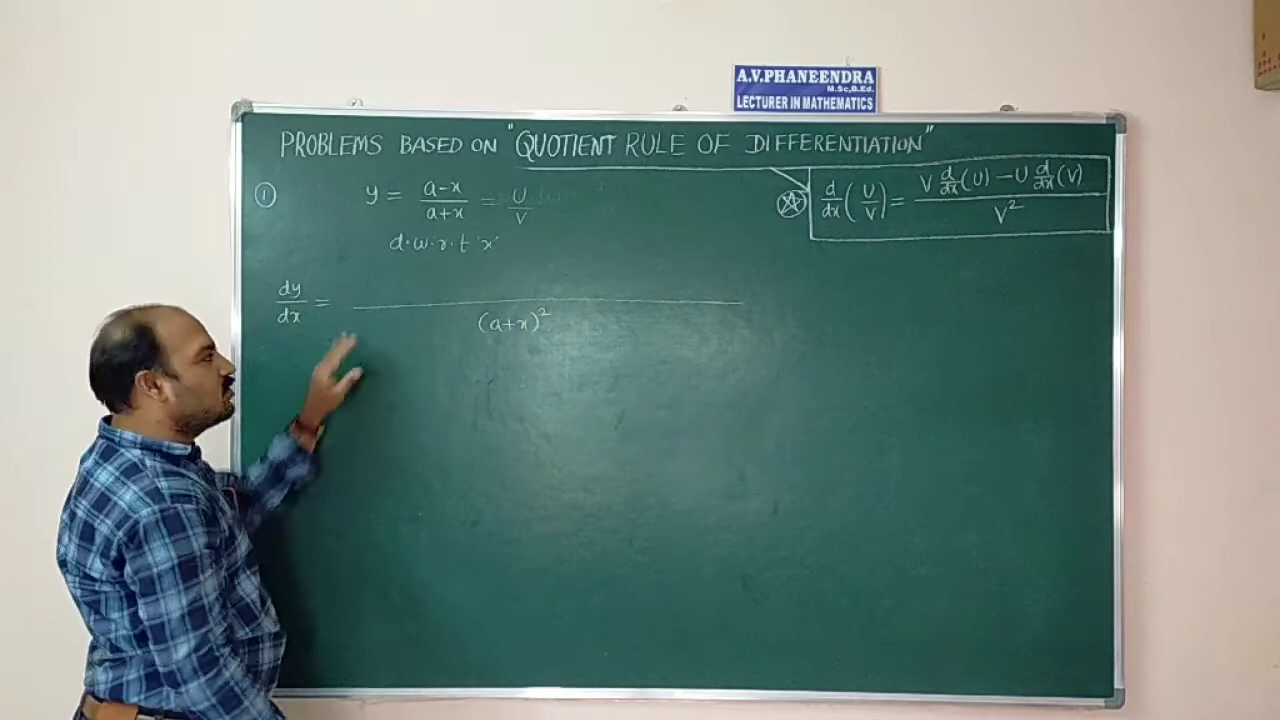 A.V.PHANEENDRA
M.Sc,B.Ed.
LECTURER IN MATHEMATICS
PROBLEMS BASED ON "QUOTIENT RULE OF DIFFERENTIATION"
① y = (a-x)/(a+x) = U/V
d/dx (U/V) = (V d/dx (U) - U d/dx (V))/V²
d.w.r.t 'x'
dy/dx = /(a+x)²